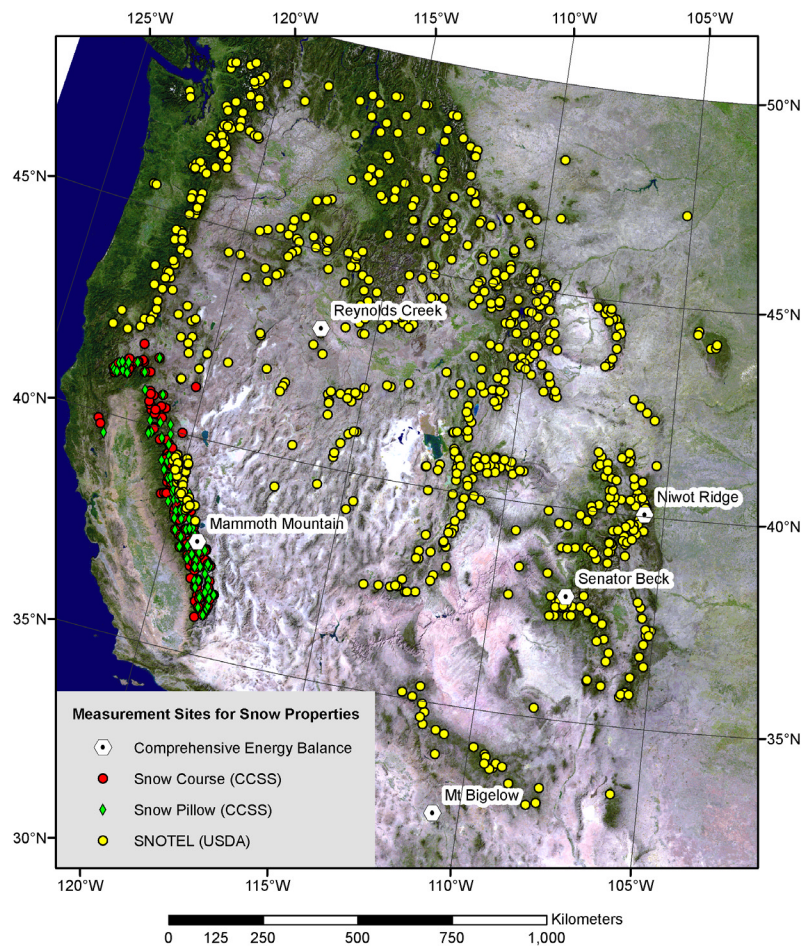 125°W 120°W 115°W 110°W 105°W
50°N
45°N
Reynolds Creek
45°N
40°N
Niwot Ridge
Mammoth Mountain
40°N
Senator Beck
35°N
Measurement Sites for Snow Properties
35°N
Comprehensive Energy Balance
Snow Course (CCSS)
Mt Bigelow
Snow Pillow (CCSS)
SNOTEL (USDA)
30°N
120°W 115°W 110°W 105°W
Kilometers
0 125 250 500 750 1,000